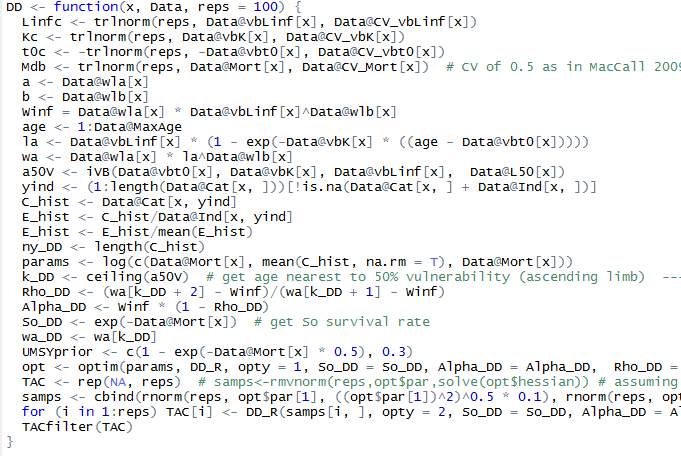 DD <- function(x, Data, reps = 100) {
  Linfc <- trlnorm(reps, Data@vbLinf[x], Data@CV_vbLinf[x])
  Kc <- trlnorm(reps, Data@vbK[x], Data@CV_vbK[x])
  t0c <- -trlnorm(reps, -Data@vbt0[x], Data@CV_vbt0[x])
  Mdb <- trlnorm(reps, Data@Mort[x], Data@CV_Mort[x])  # CV of 0.5 as in MacCall 2009
  a <- Data@wla[x]
  b <- Data@wlb[x]
  Winf = Data@wla[x] * Data@vbLinf[x]^Data@wlb[x]
  age <- 1:Data@MaxAge
  la <- Data@vbLinf[x] * (1 - exp(-Data@vbK[x] * ((age - Data@vbt0[x]))))
  wa <- Data@wla[x] * la^Data@wlb[x]
  a50V <- iVB(Data@vbt0[x], Data@vbK[x], Data@vbLinf[x],  Data@L50[x])
  yind <- (1:length(Data@Cat[x, ]))[!is.na(Data@Cat[x, ] + Data@Ind[x, ])]
  C_hist <- Data@Cat[x, yind]
  E_hist <- C_hist/Data@Ind[x, yind]
  E_hist <- E_hist/mean(E_hist)
  ny_DD <- length(C_hist)
  params <- log(c(Data@Mort[x], mean(C_hist, na.rm = T), Data@Mort[x]))
  k_DD <- ceiling(a50V)  # get age nearest to 50% vulnerability (ascending limb)  --
  Rho_DD <- (wa[k_DD + 2] - Winf)/(wa[k_DD + 1] - Winf)
  Alpha_DD <- Winf * (1 - Rho_DD)
  So_DD <- exp(-Data@Mort[x])  # get So survival rate
  wa_DD <- wa[k_DD]
  UMSYprior <- c(1 - exp(-Data@Mort[x] * 0.5), 0.3)
  opt <- optim(params, DD_R, opty = 1, So_DD = So_DD, Alpha_DD = Alpha_DD,  Rho_DD =
  TAC <- rep(NA, reps)  # samps<-rmvnorm(reps,opt$par,solve(opt$hessian)) # assuming
  samps <- cbind(rnorm(reps, opt$par[1], ((opt$par[1])^2)^0.5 * 0.1), rnorm(reps, opt
  for (i in 1:reps) TAC[i] <- DD_R(samps[i, ], opty = 2, So_DD = So_DD, Alpha_DD = Al
  TACfilter(TAC)
}